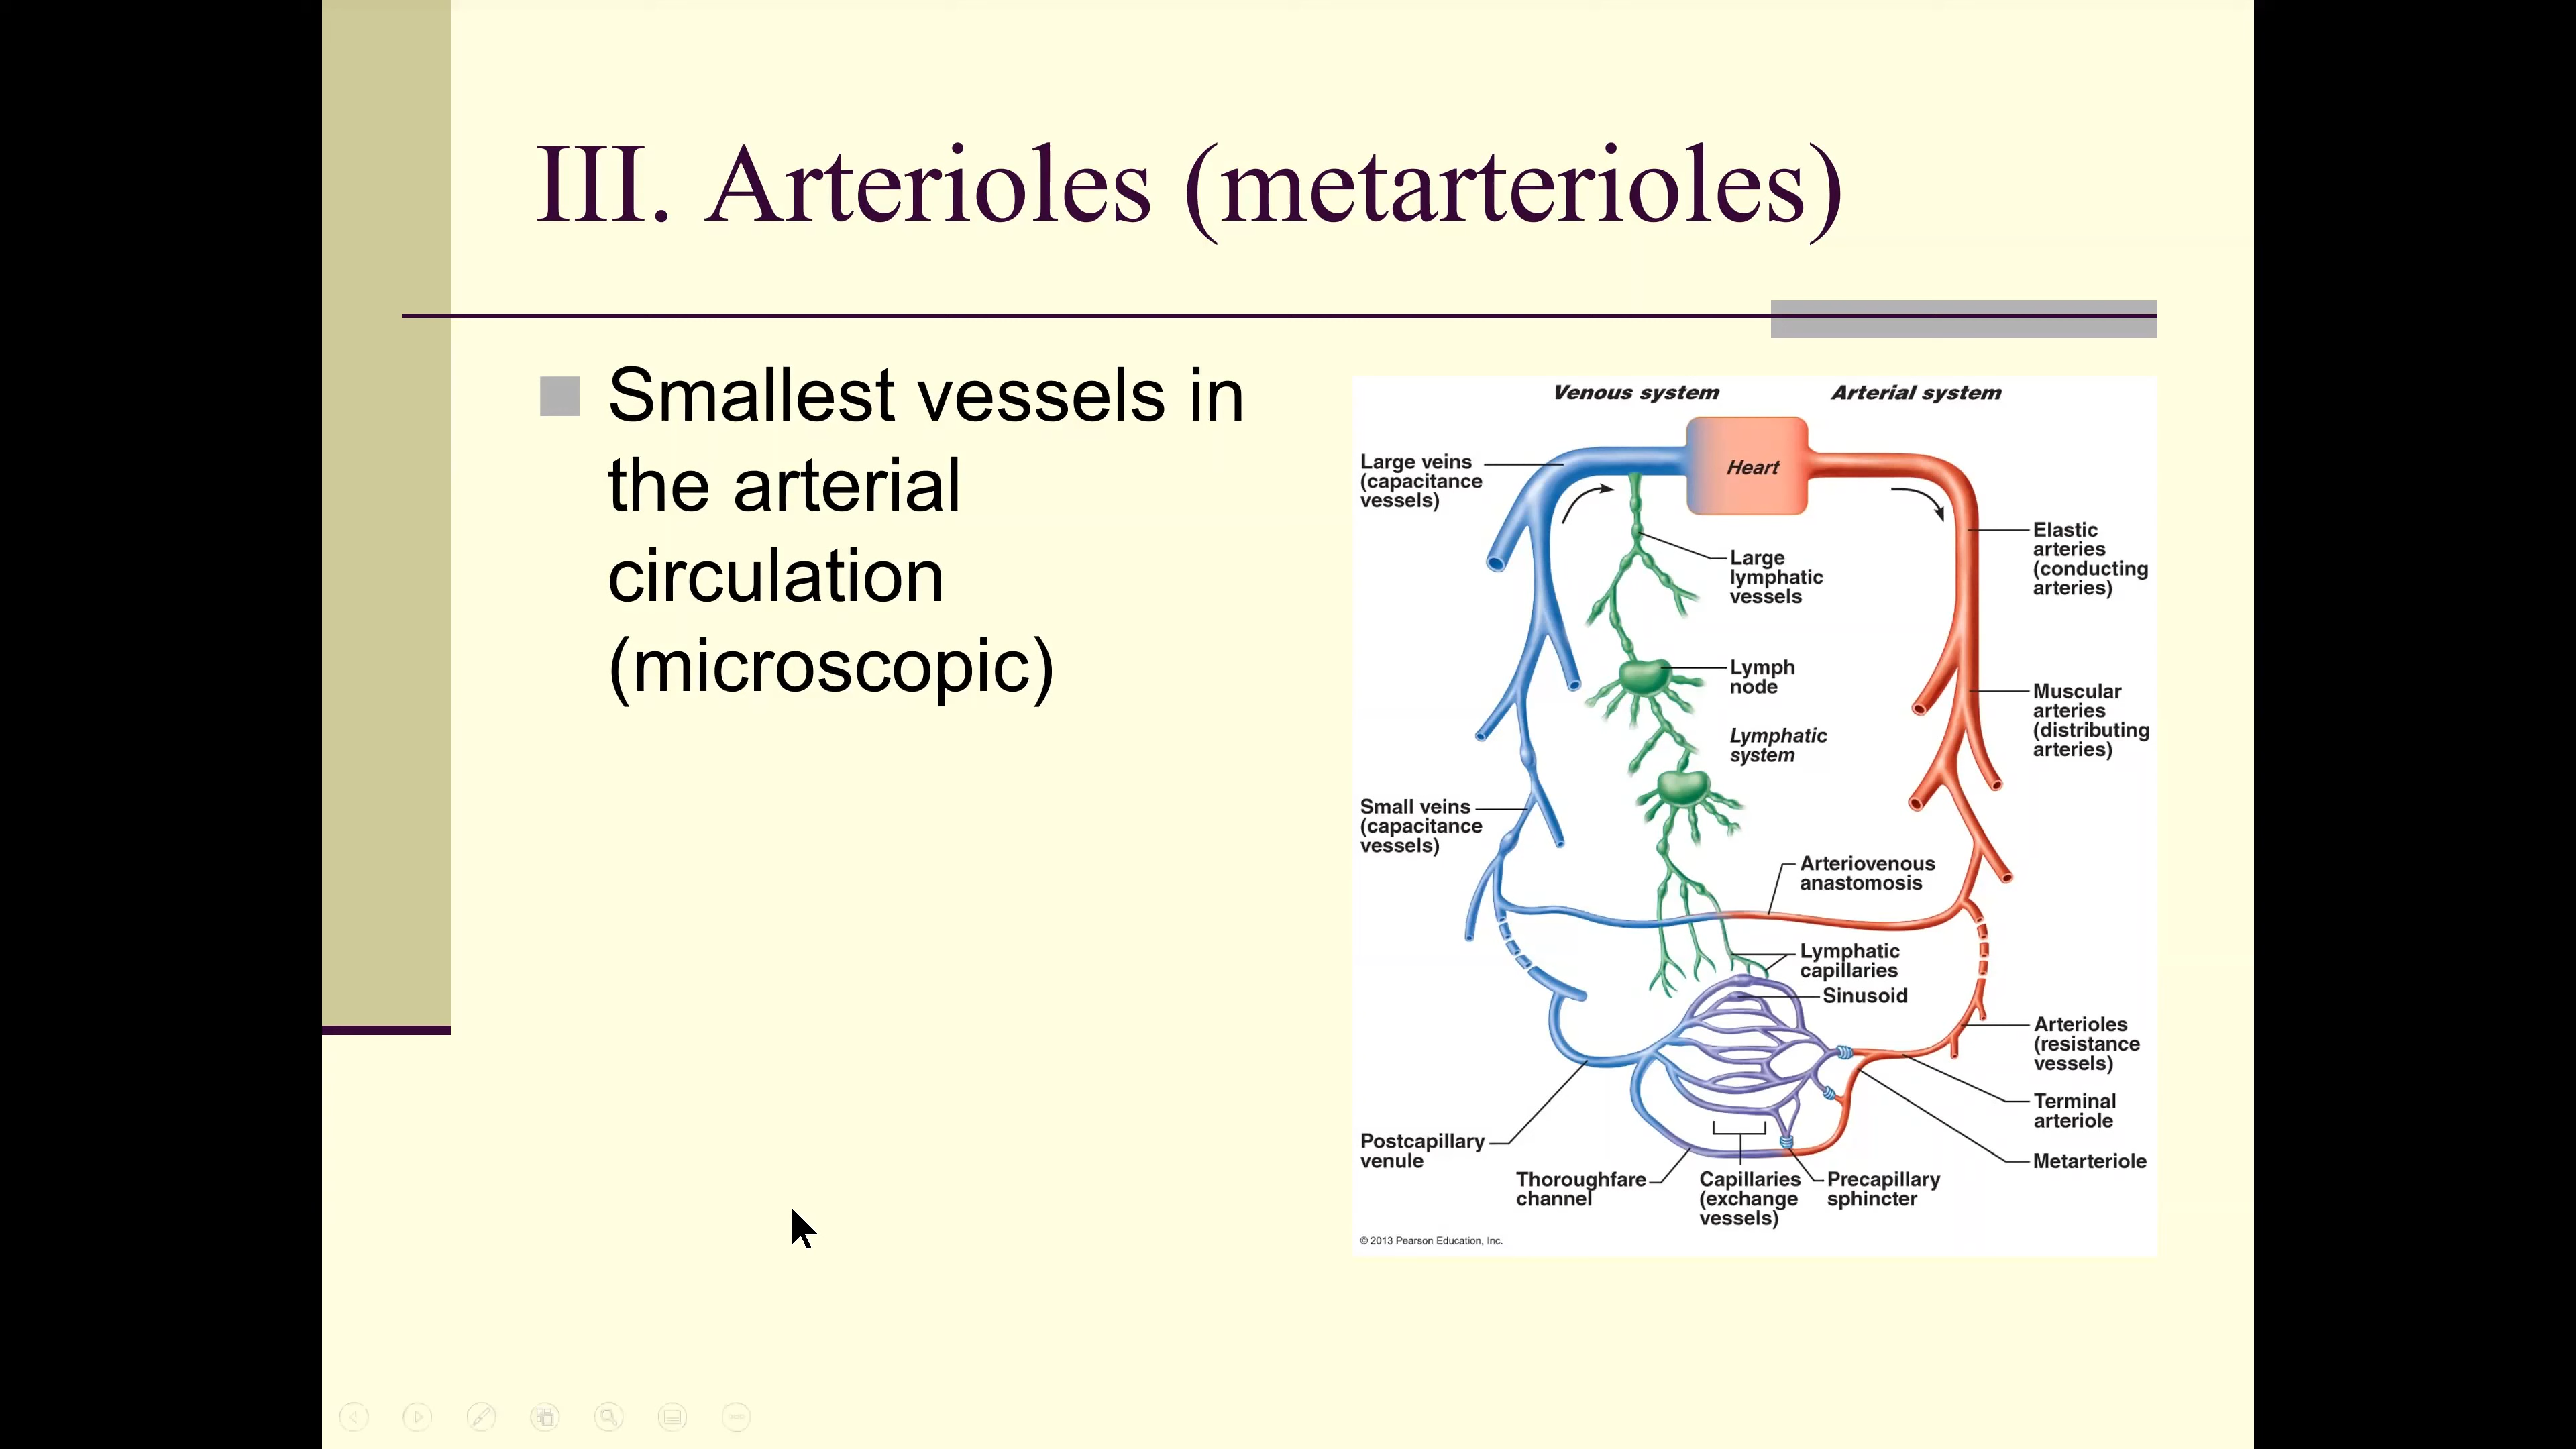 III. Arterioles (metarterioles)
Smallest vessels in
the arterial
circulation
(microscopic)
Venous system
Arterial system
Heart
Large veins
(capacitance
vessels)
Elastic
arteries
(conducting
arteries)
Large
lymphatic
vessels
Lymph
node
Muscular
arteries
(distributing
arteries)
Lymphatic
system
Small veins
(capacitance
vessels)
Arteriovenous
anastomosis
Lymphatic
capillaries
Sinusoid
Arterioles
(resistance
vessels)
Terminal
arteriole
Postcapillary
venule
Metarteriole
Thoroughfare
channel
Capillaries
(exchange
vessels)
Precapillary
sphincter
© 2013 Pearson Education, Inc.